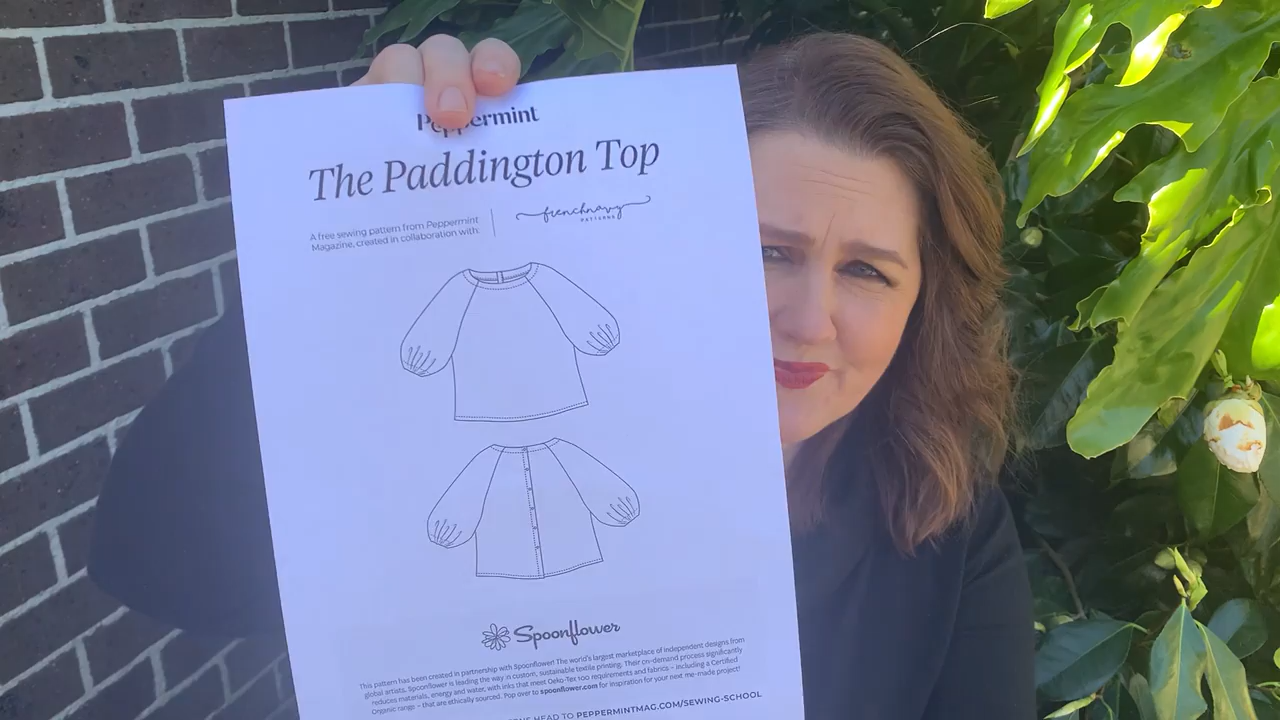 Peppermint
The Paddington Top
A free sewing pattern from Peppermint
Magazine, created in collaboration with:
frenchnavy
PATTERNS
Spoonflower
This pattern has been created in partnership with Spoonflower! The world's largest marketplace of independent designs from
global artists, Spoonflower is leading the way in custom, sustainable textile printing. Their on-demand process significantly
reduces materials, energy and water, with inks that meet Oeko-Tex 100 requirements and fabrics – including a Certified
Organic range – that are ethically sourced. Pop over to spoonflower.com for inspiration for your next me-made project!
HEAD TO PEPPERMINTMAG.COM/SEWING-SCHOOL